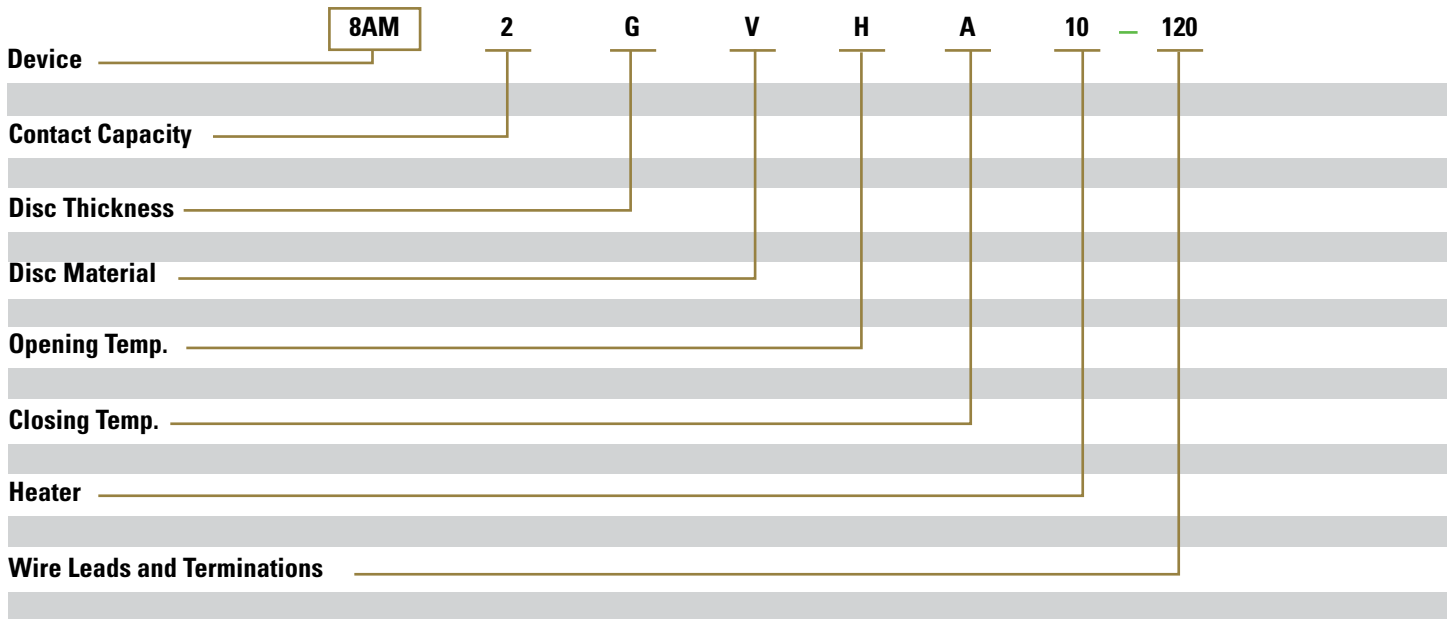 8AM 2 G V H A 10 – 120
Device
Contact Capacity
Disc Thickness
Disc Material
Opening Temp.
Closing Temp.
Heater
Wire Leads and Terminations